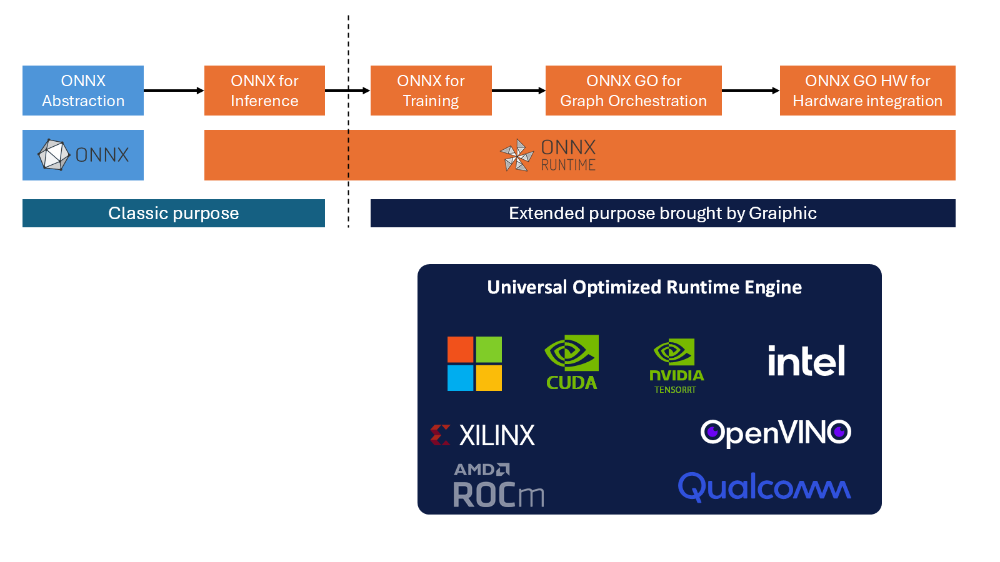 ONNX
Abstraction
ONNX for
Inference
ONNX for
Training
ONNX GO for
Graph Orchestration
ONNX GO HW for
Hardware integration
ONNX
ONNX
RUNTIME
Classic purpose
Extended purpose brought by Graiphic
Universal Optimized Runtime Engine
CUDA
NVIDIA
TENSORRT
intel
XILINX
OpenVINO
AMD
ROCm
Qualcomm